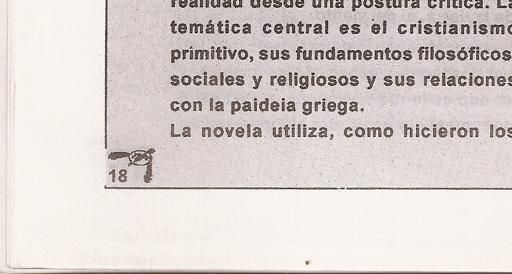 realidad desde una postura crítica. La
temática central es el cristianismo
primitivo, sus fundamentos filosóficos,
sociales y religiosos y sus relaciones
con la paideia griega.
La novela utiliza, como hicieron los
18